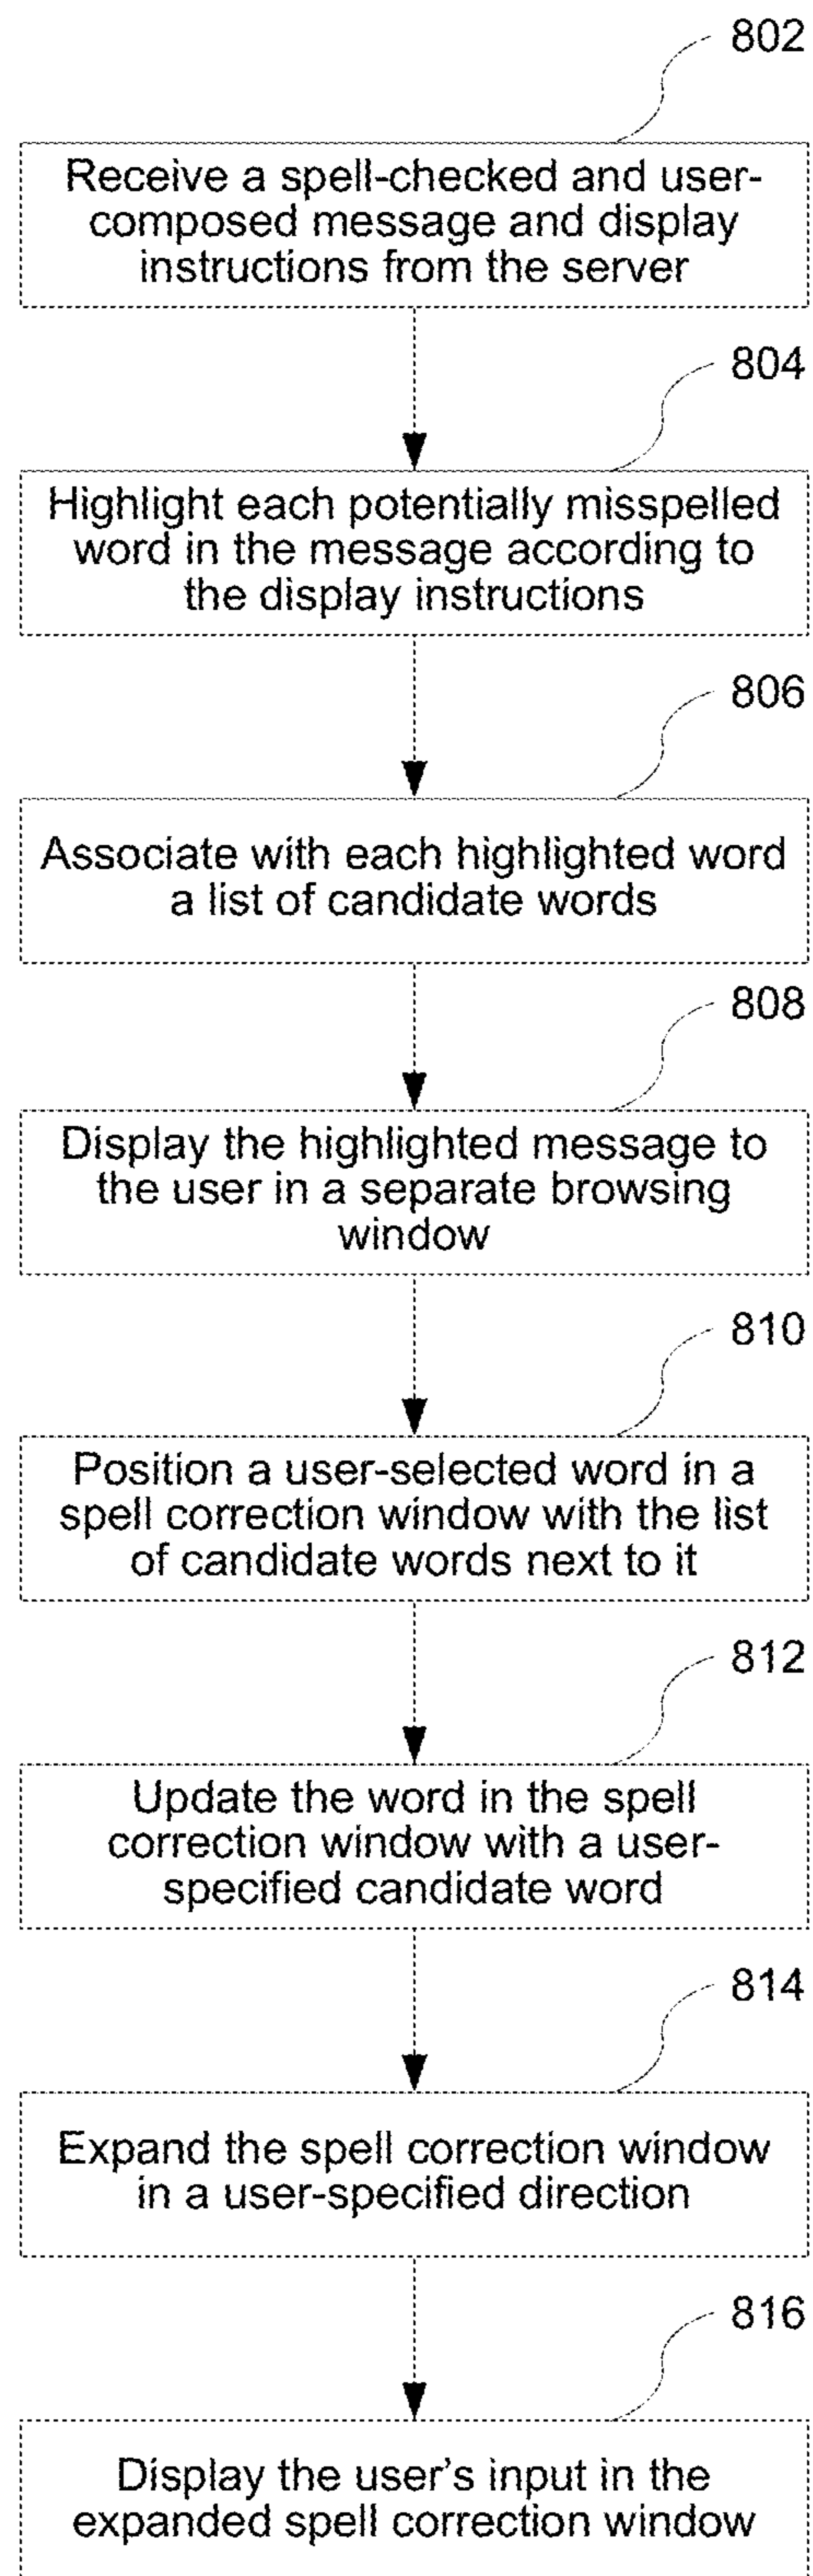 802
Receive a spell-checked and user-
composed message and display
instructions from the server
804
Highlight each potentially misspelled
word in the message according to
the display instructions
806
Associate with each highlighted word
a list of candidate words
808
Display the highlighted message to
the user in a separate browsing
window
810
Position a user-selected word in a
spell correction window with the list
of candidate words next to it
812
Update the word in the spell
correction window with a user-
specified candidate word
814
Expand the spell correction window
in a user-specified direction
816
Display the user's input in the
expanded spell correction window